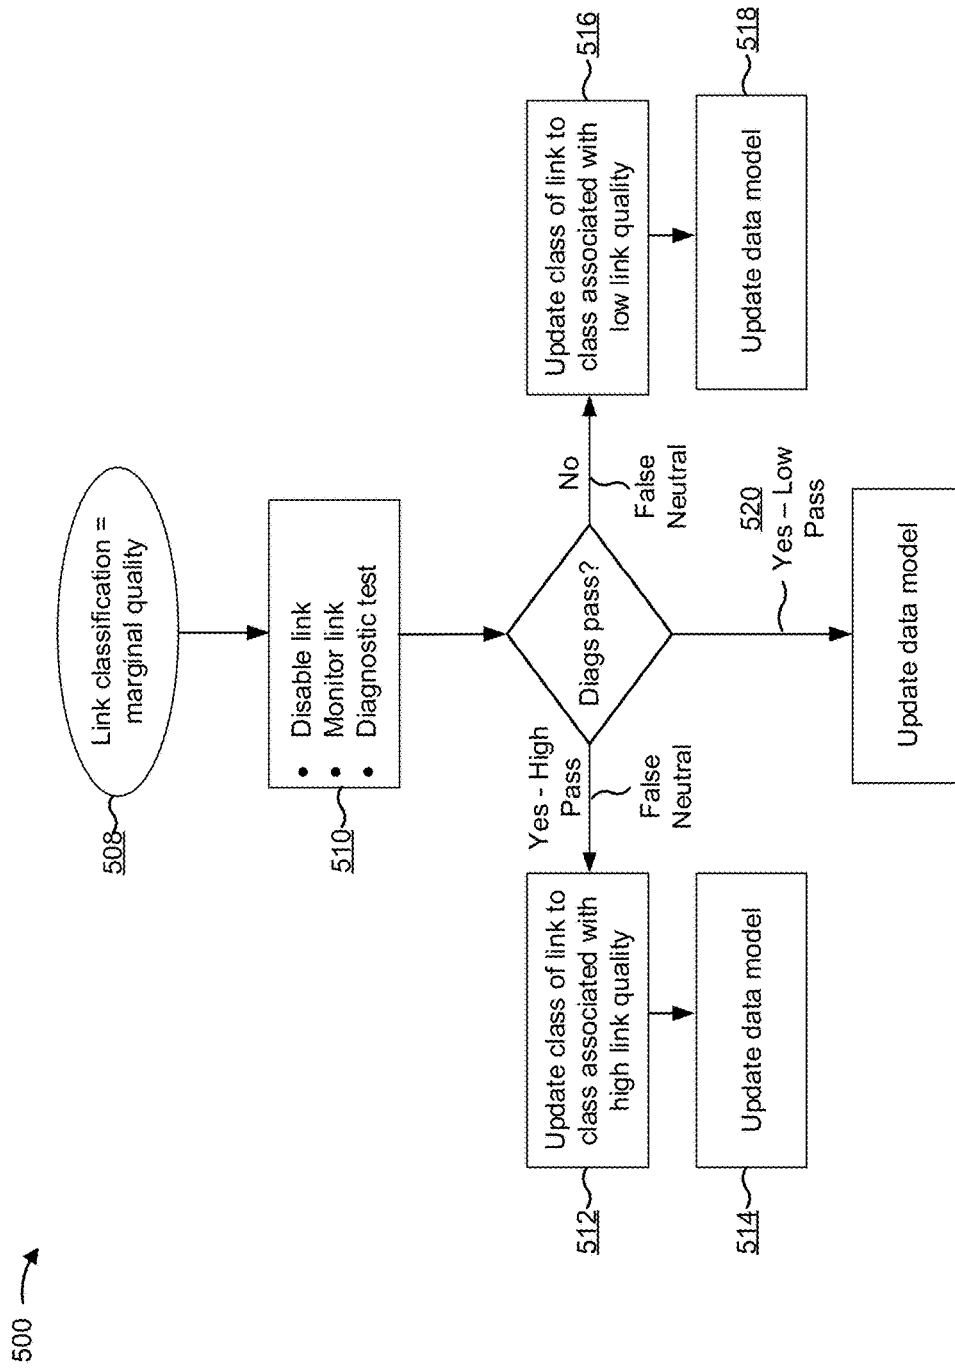 500
Link classification =
marginal quality
508
• Disable link
• Monitor link
• Diagnostic test
510
Diags pass?
Yes - High
Pass
False
Neutral
No
False
Neutral
Update class of link to
class associated with
high link quality
512
Update class of link to
class associated with
low link quality
516
520
Yes – Low
Pass
Update data model
514
Update data model
518
Update data model